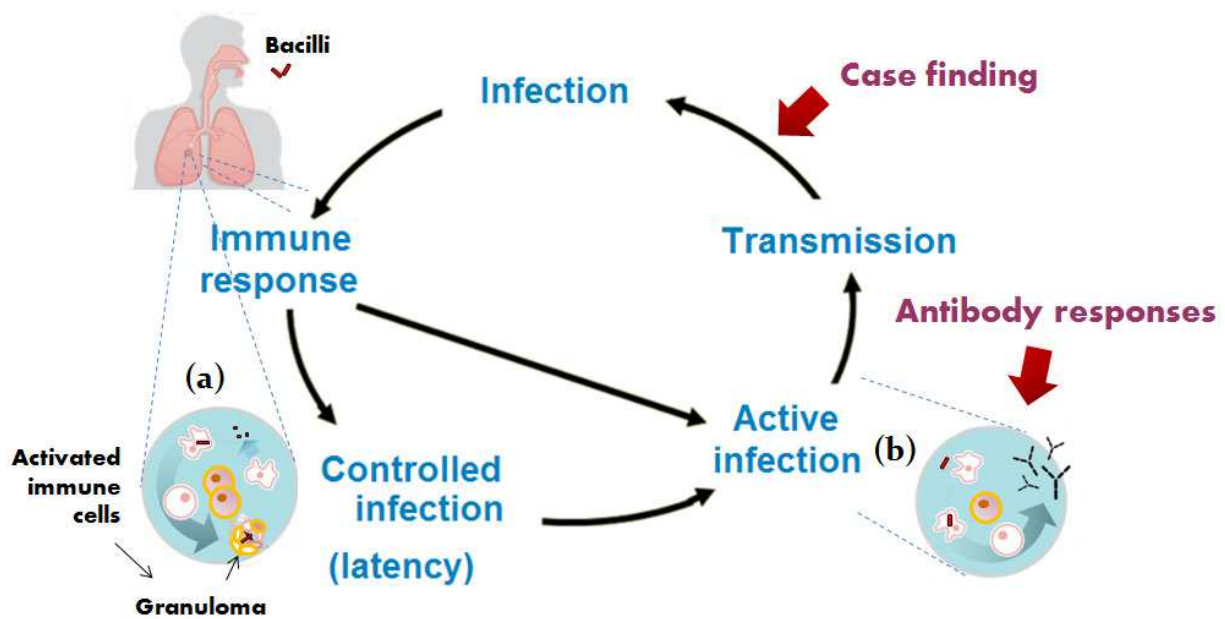 Bacilli
Case finding
Infection
Immune
response
Transmission
Antibody responses
(a)
Active
infection
(b)
Activated
immune
cells
Controlled
infection
(latency)
Granuloma